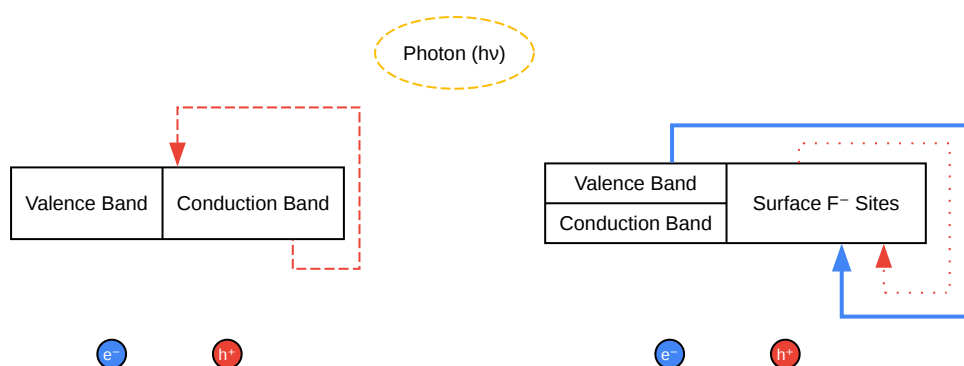 Photon (hν)
Valence Band
Conduction Band
Valence Band
Conduction Band
Surface F⁻ Sites
e⁻
h⁺
e⁻
h⁺